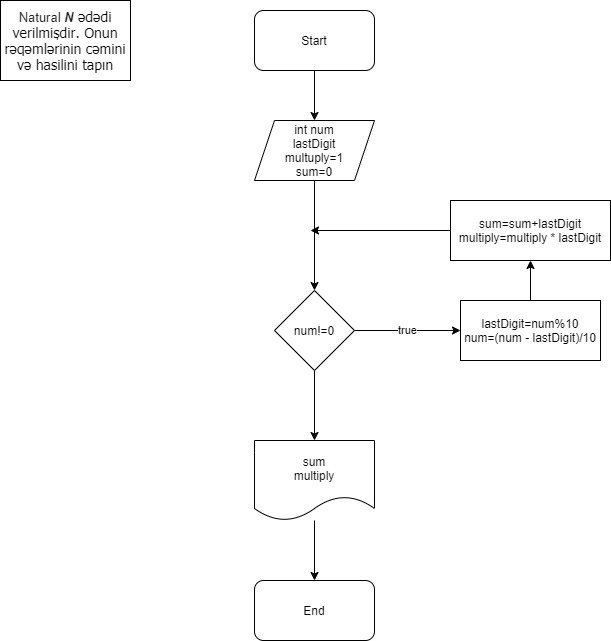 Natural N ədədi
verilmişdir. Onun
rəqəmlərinin cəmini
və hasilini tapın
Start
int num
lastDigit
multuply=1
sum=0
sum=sum+lastDigit
multiply=multiply * lastDigit
num!=0
true
lastDigit=num%10
num=(num - lastDigit)/10
sum
multiply
End